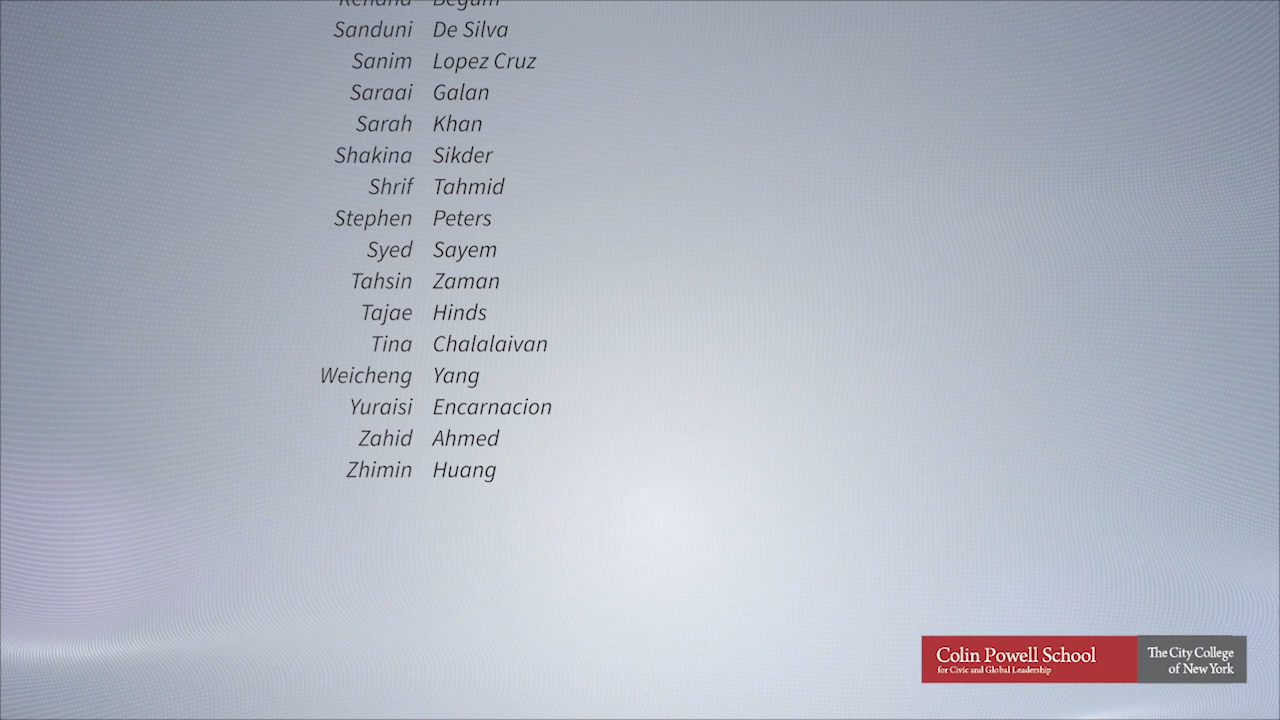 Begum
Sanduni De Silva
Sanim Lopez Cruz
Saraai Galan
Sarah Khan
Shakina Sikder
Shrif Tahmid
Stephen Peters
Syed Sayem
Tahsin Zaman
Tajae Hinds
Tina Chalalaivan
Weicheng Yang
Yuraisi Encarnacion
Zahid Ahmed
Zhimin Huang
Colin Powell School
for Civic and Global Leadership
The City College
of New York